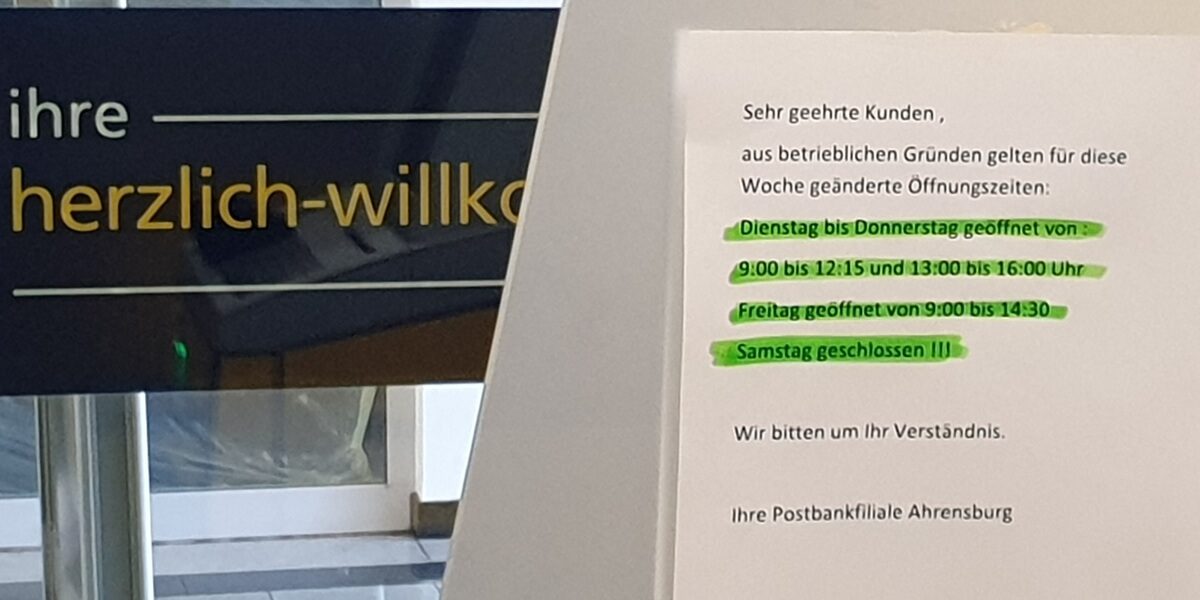 ihre
herzlich-willko
Sehr geehrte Kunden ,
aus betrieblichen Gründen gelten für diese
Woche geänderte Öffnungszeiten:
Dienstag bis Donnerstag geöffnet von :
9:00 bis 12:15 und 13:00 bis 16:00 Uhr
Freitag geöffnet von 9:00 bis 14:30
Samstag geschlossen !!!
Wir bitten um Ihr Verständnis.
Ihre Postbankfiliale Ahrensburg